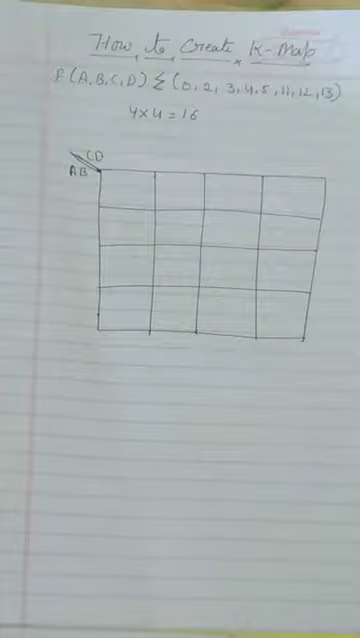 How to Create K-Map
F(A,B,C,D) Σ (0, 2, 3, 4, 5, 11, 12, 13)
4×4=16
CD
AB